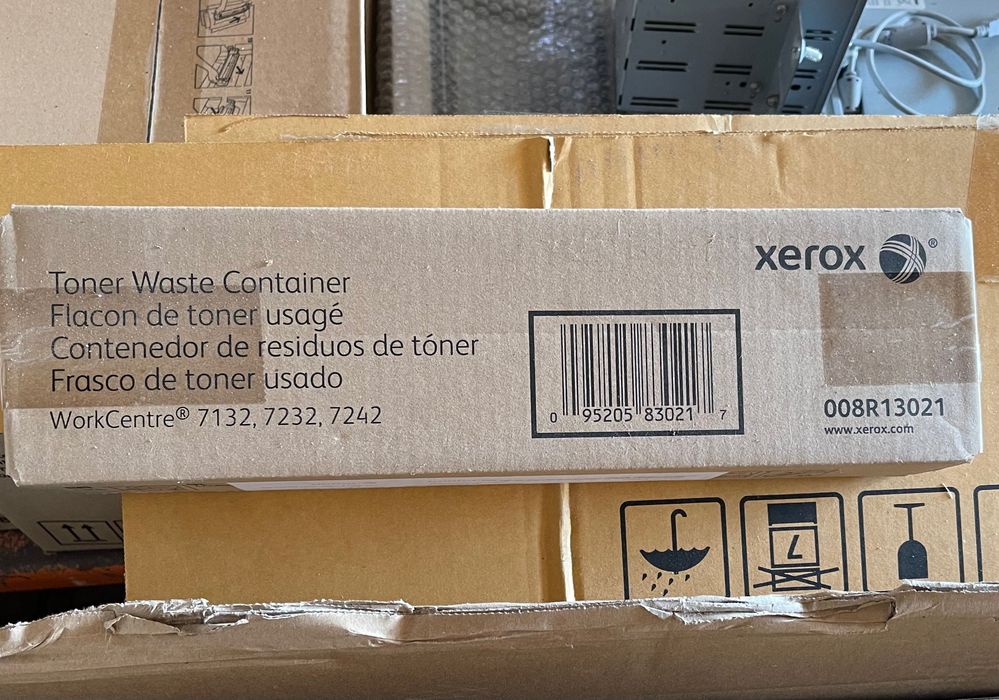 xerox ®
Toner Waste Container
Flacon de toner usagé
Contenedor de residuos de tóner
Frasco de toner usado
WorkCentre® 7132, 7232, 7242
0 95205 83021 7
008R13021
www.xerox.com
7